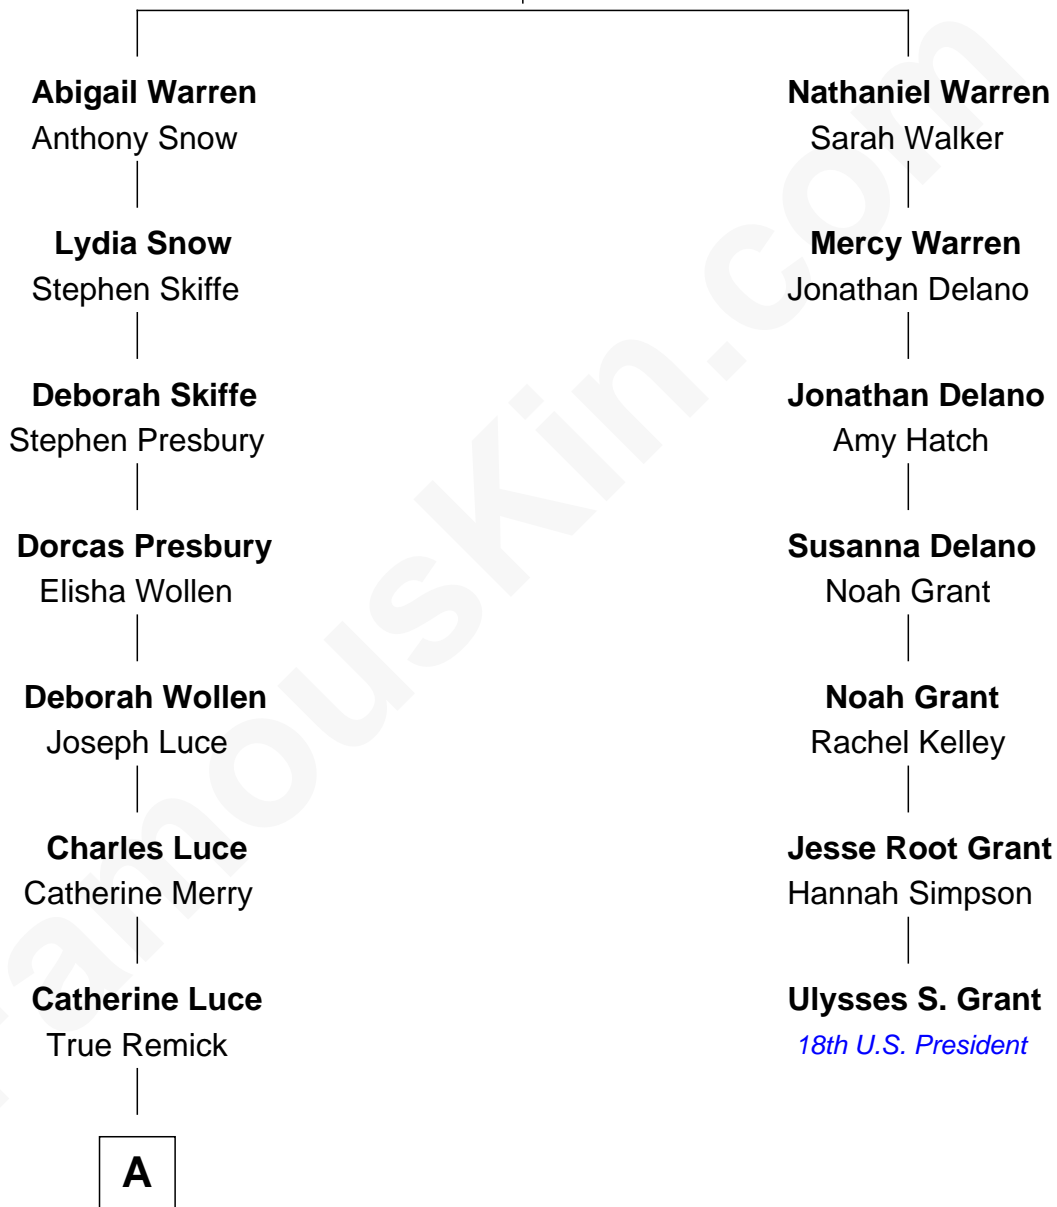 Abigail Warren
Anthony Snow
Lydia Snow
Stephen Skiffe
Deborah Skiffe
Stephen Presbury
Dorcas Presbury
Elisha Wollen
Deborah Wollen
Joseph Luce
Charles Luce
Catherine Merry
Catherine Luce
True Remick
A
Nathaniel Warren
Sarah Walker
Mercy Warren
Jonathan Delano
Jonathan Delano
Amy Hatch
Susanna Delano
Noah Grant
Noah Grant
Rachel Kelley
Jesse Root Grant
Hannah Simpson
Ulysses S. Grant
18th U.S. President
FamousKin.com